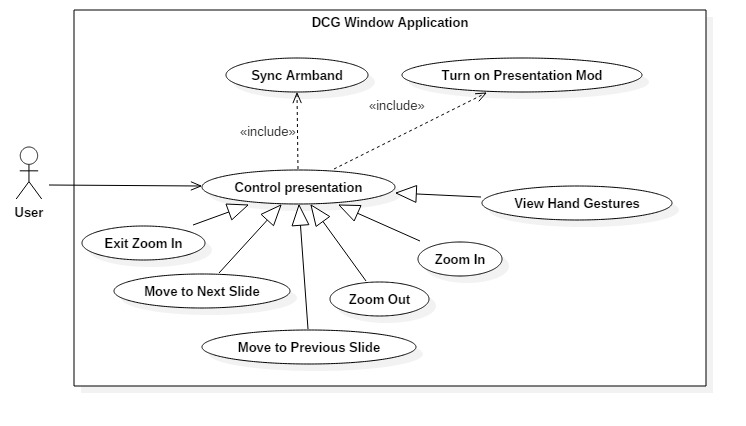 DCG Window Application
Sync Armband
Turn on Presentation Mod
«include»
«include»
Control presentation
User
View Hand Gestures
Exit Zoom In
Zoom In
Move to Next Slide
Zoom Out
Move to Previous Slide